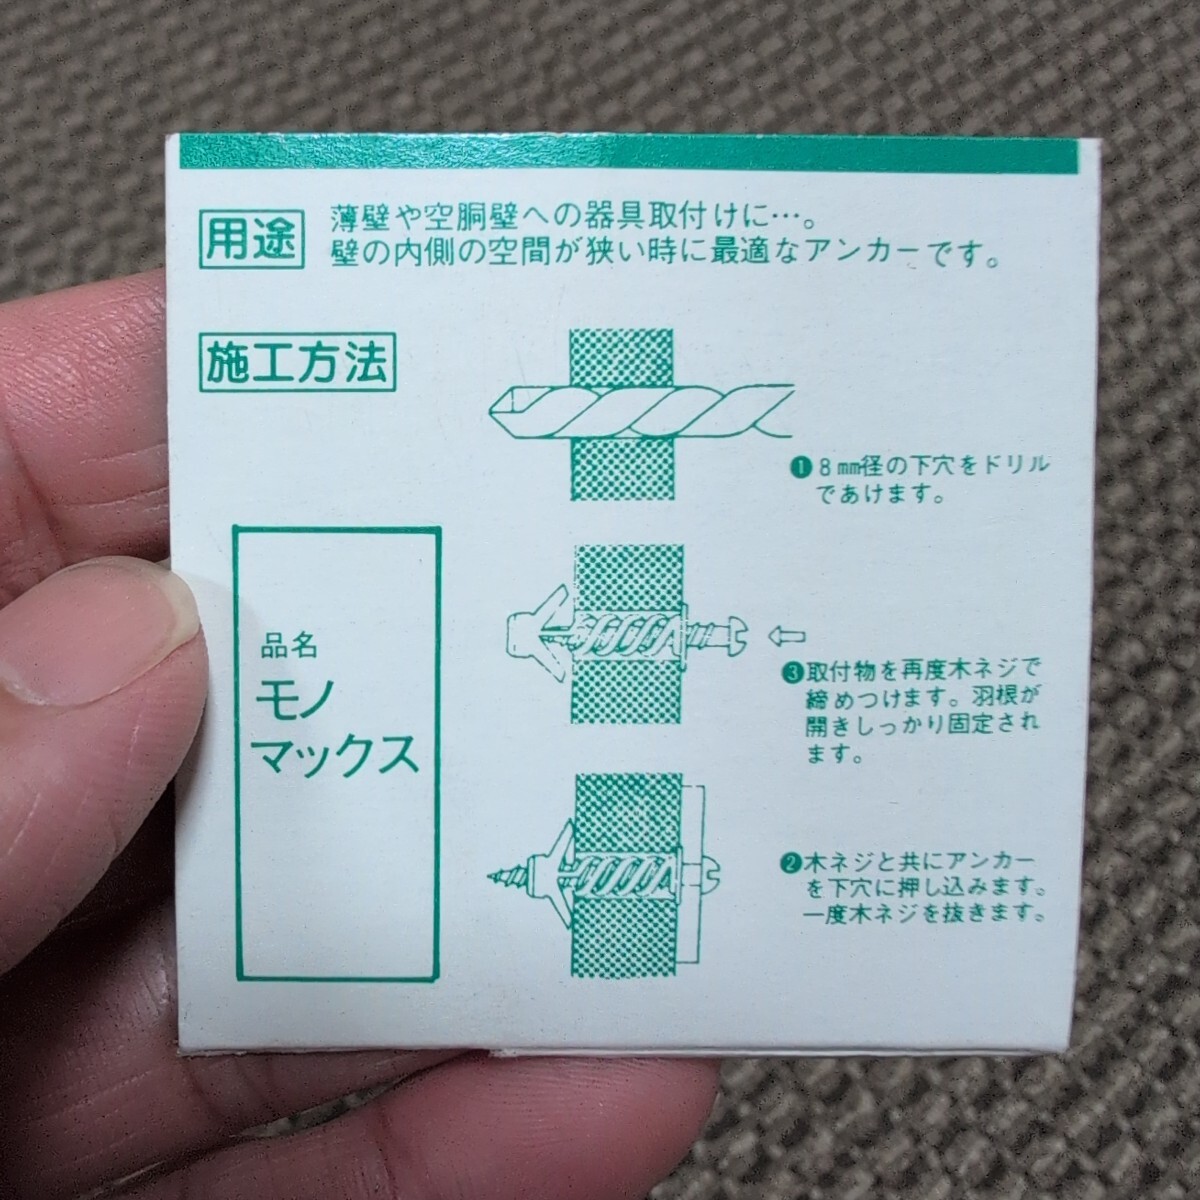 用途
薄壁や空胴壁への器具取付けに…。
壁の内側の空間が狭い時に最適なアンカーです。
施工方法
❶8mm径の下穴をドリル
であけます。
❸取付物を再度木ネジで
締めつけます。羽根が
開きしっかり固定され
ます。
❷木ネジと共にアンカー
を下穴に押し込みます。
一度木ネジを抜きます。
品名
モノ
マックス